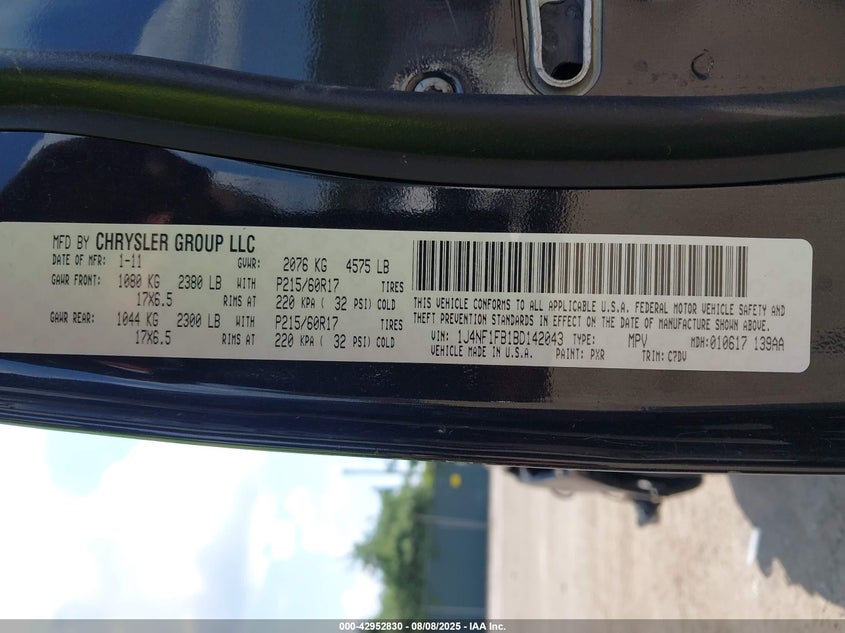 MFD BY CHRYSLER GROUP LLC
DATE OF MFR: 1-11 GVWR: 2076 KG 4575 LB
GAWR FRONT: 1080 KG 2380 LB WITH P215/60R17 TIRES
17X6.5 RIMS AT 220 KPA ( 32 PSI) COLD
GAWR REAR: 1044 KG 2300 LB WITH P215/60R17 TIRES
17X6.5 RIMS AT 220 KPA ( 32 PSI) COLD
THIS VEHICLE CONFORMS TO ALL APPLICABLE U.S.A. FEDERAL MOTOR VEHICLE SAFETY AND
THEFT PREVENTION STANDARDS IN EFFECT ON THE DATE OF MANUFACTURE SHOWN ABOVE.
VIN: 1J4NF1FB1BD142043 TYPE: MPV MDH:010617 139AA
VEHICLE MADE IN U.S.A. PAINT: PXR TRIM: C7DV
000-42952830 - 08/08/2025 - IAA Inc.